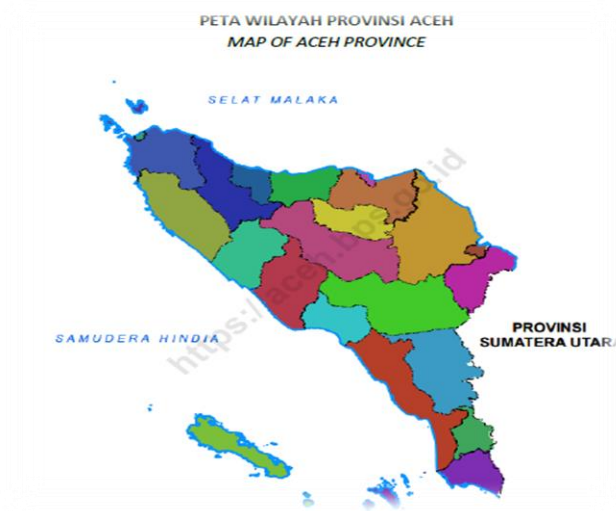 PETA WILAYAH PROVINSI ACEH
MAP OF ACEH PROVINCE
SELAT MALAKA
https://aceh.bps.go.id
SAMUDERA HINDIA
PROVINSI
SUMATERA UTARA